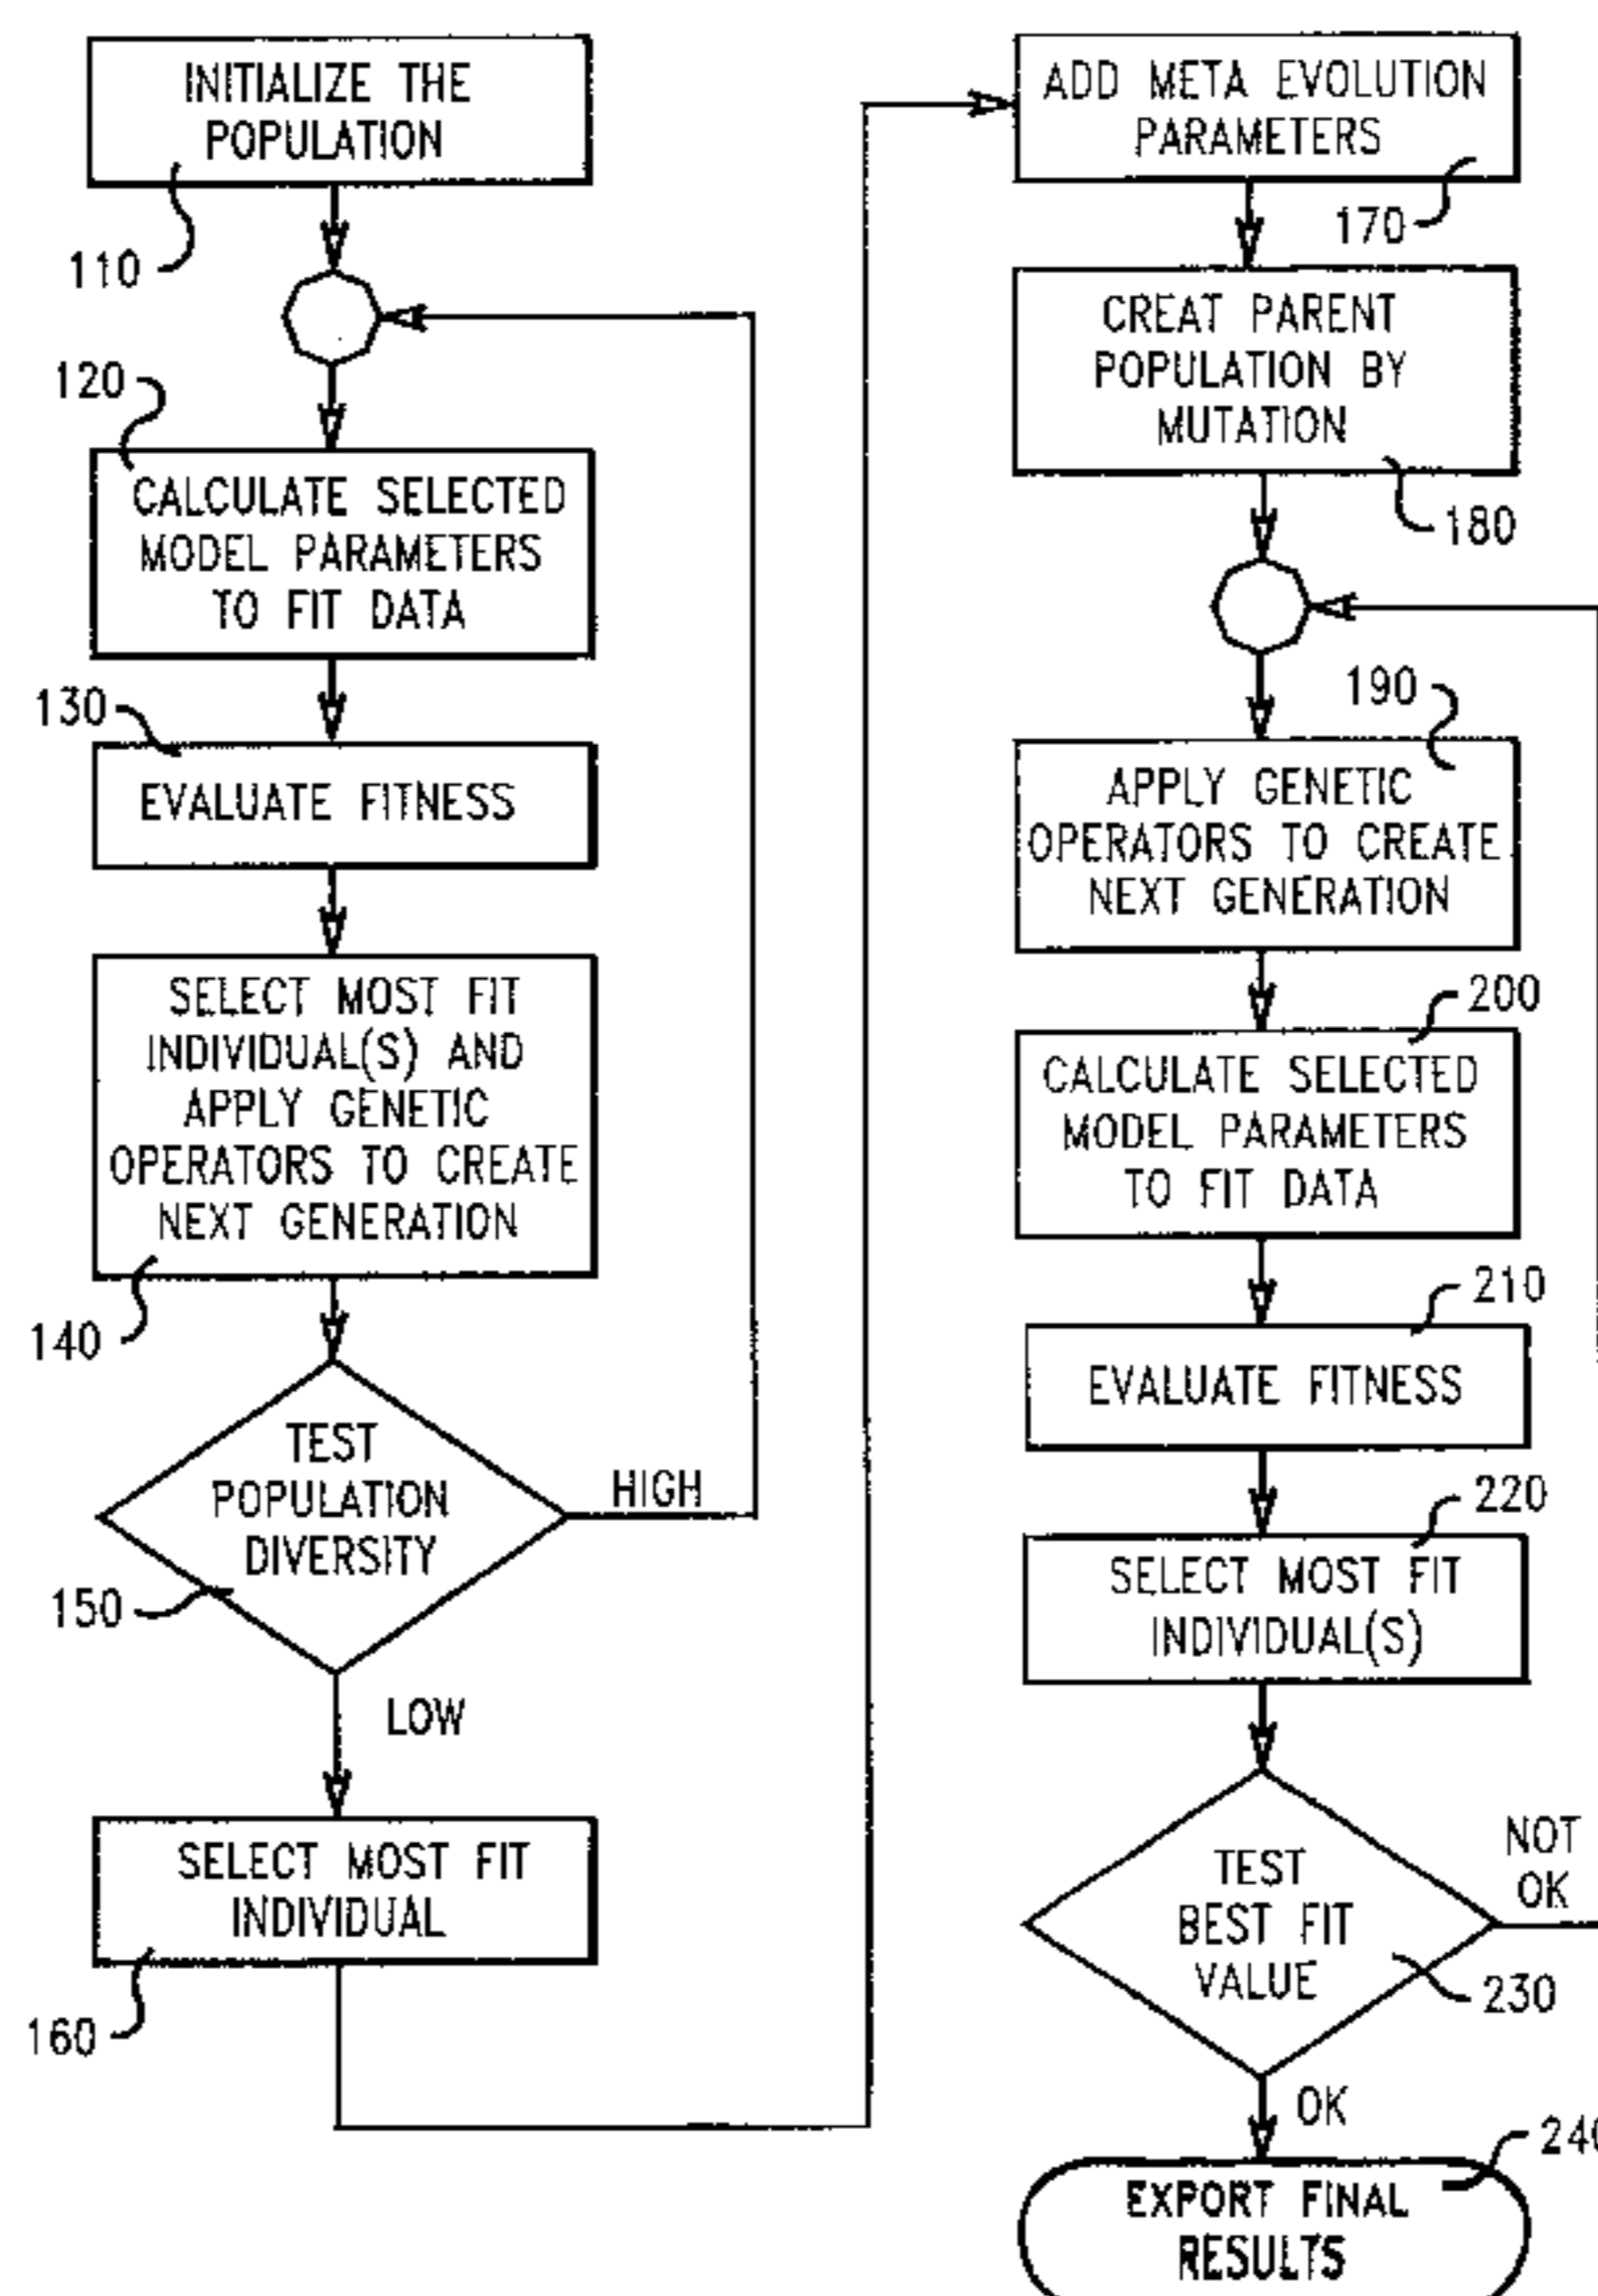 INITIALIZE THE
POPULATION
110
120
CALCULATE SELECTED
MODEL PARAMETERS
TO FIT DATA
130
EVALUATE FITNESS
SELECT MOST FIT
INDIVIDUAL(S) AND
APPLY GENETIC
OPERATORS TO CREATE
NEXT GENERATION
140
TEST
POPULATION
DIVERSITY
HIGH
150
LOW
SELECT MOST FIT
INDIVIDUAL
160
ADD META EVOLUTION
PARAMETERS
170
CREAT PARENT
POPULATION BY
MUTATION
180
190
APPLY GENETIC
OPERATORS TO CREATE
NEXT GENERATION
200
CALCULATE SELECTED
MODEL PARAMETERS
TO FIT DATA
210
EVALUATE FITNESS
220
SELECT MOST FIT
INDIVIDUAL(S)
TEST
BEST FIT
VALUE
NOT
OK
230
OK
240
EXPORT FINAL
RESULTS